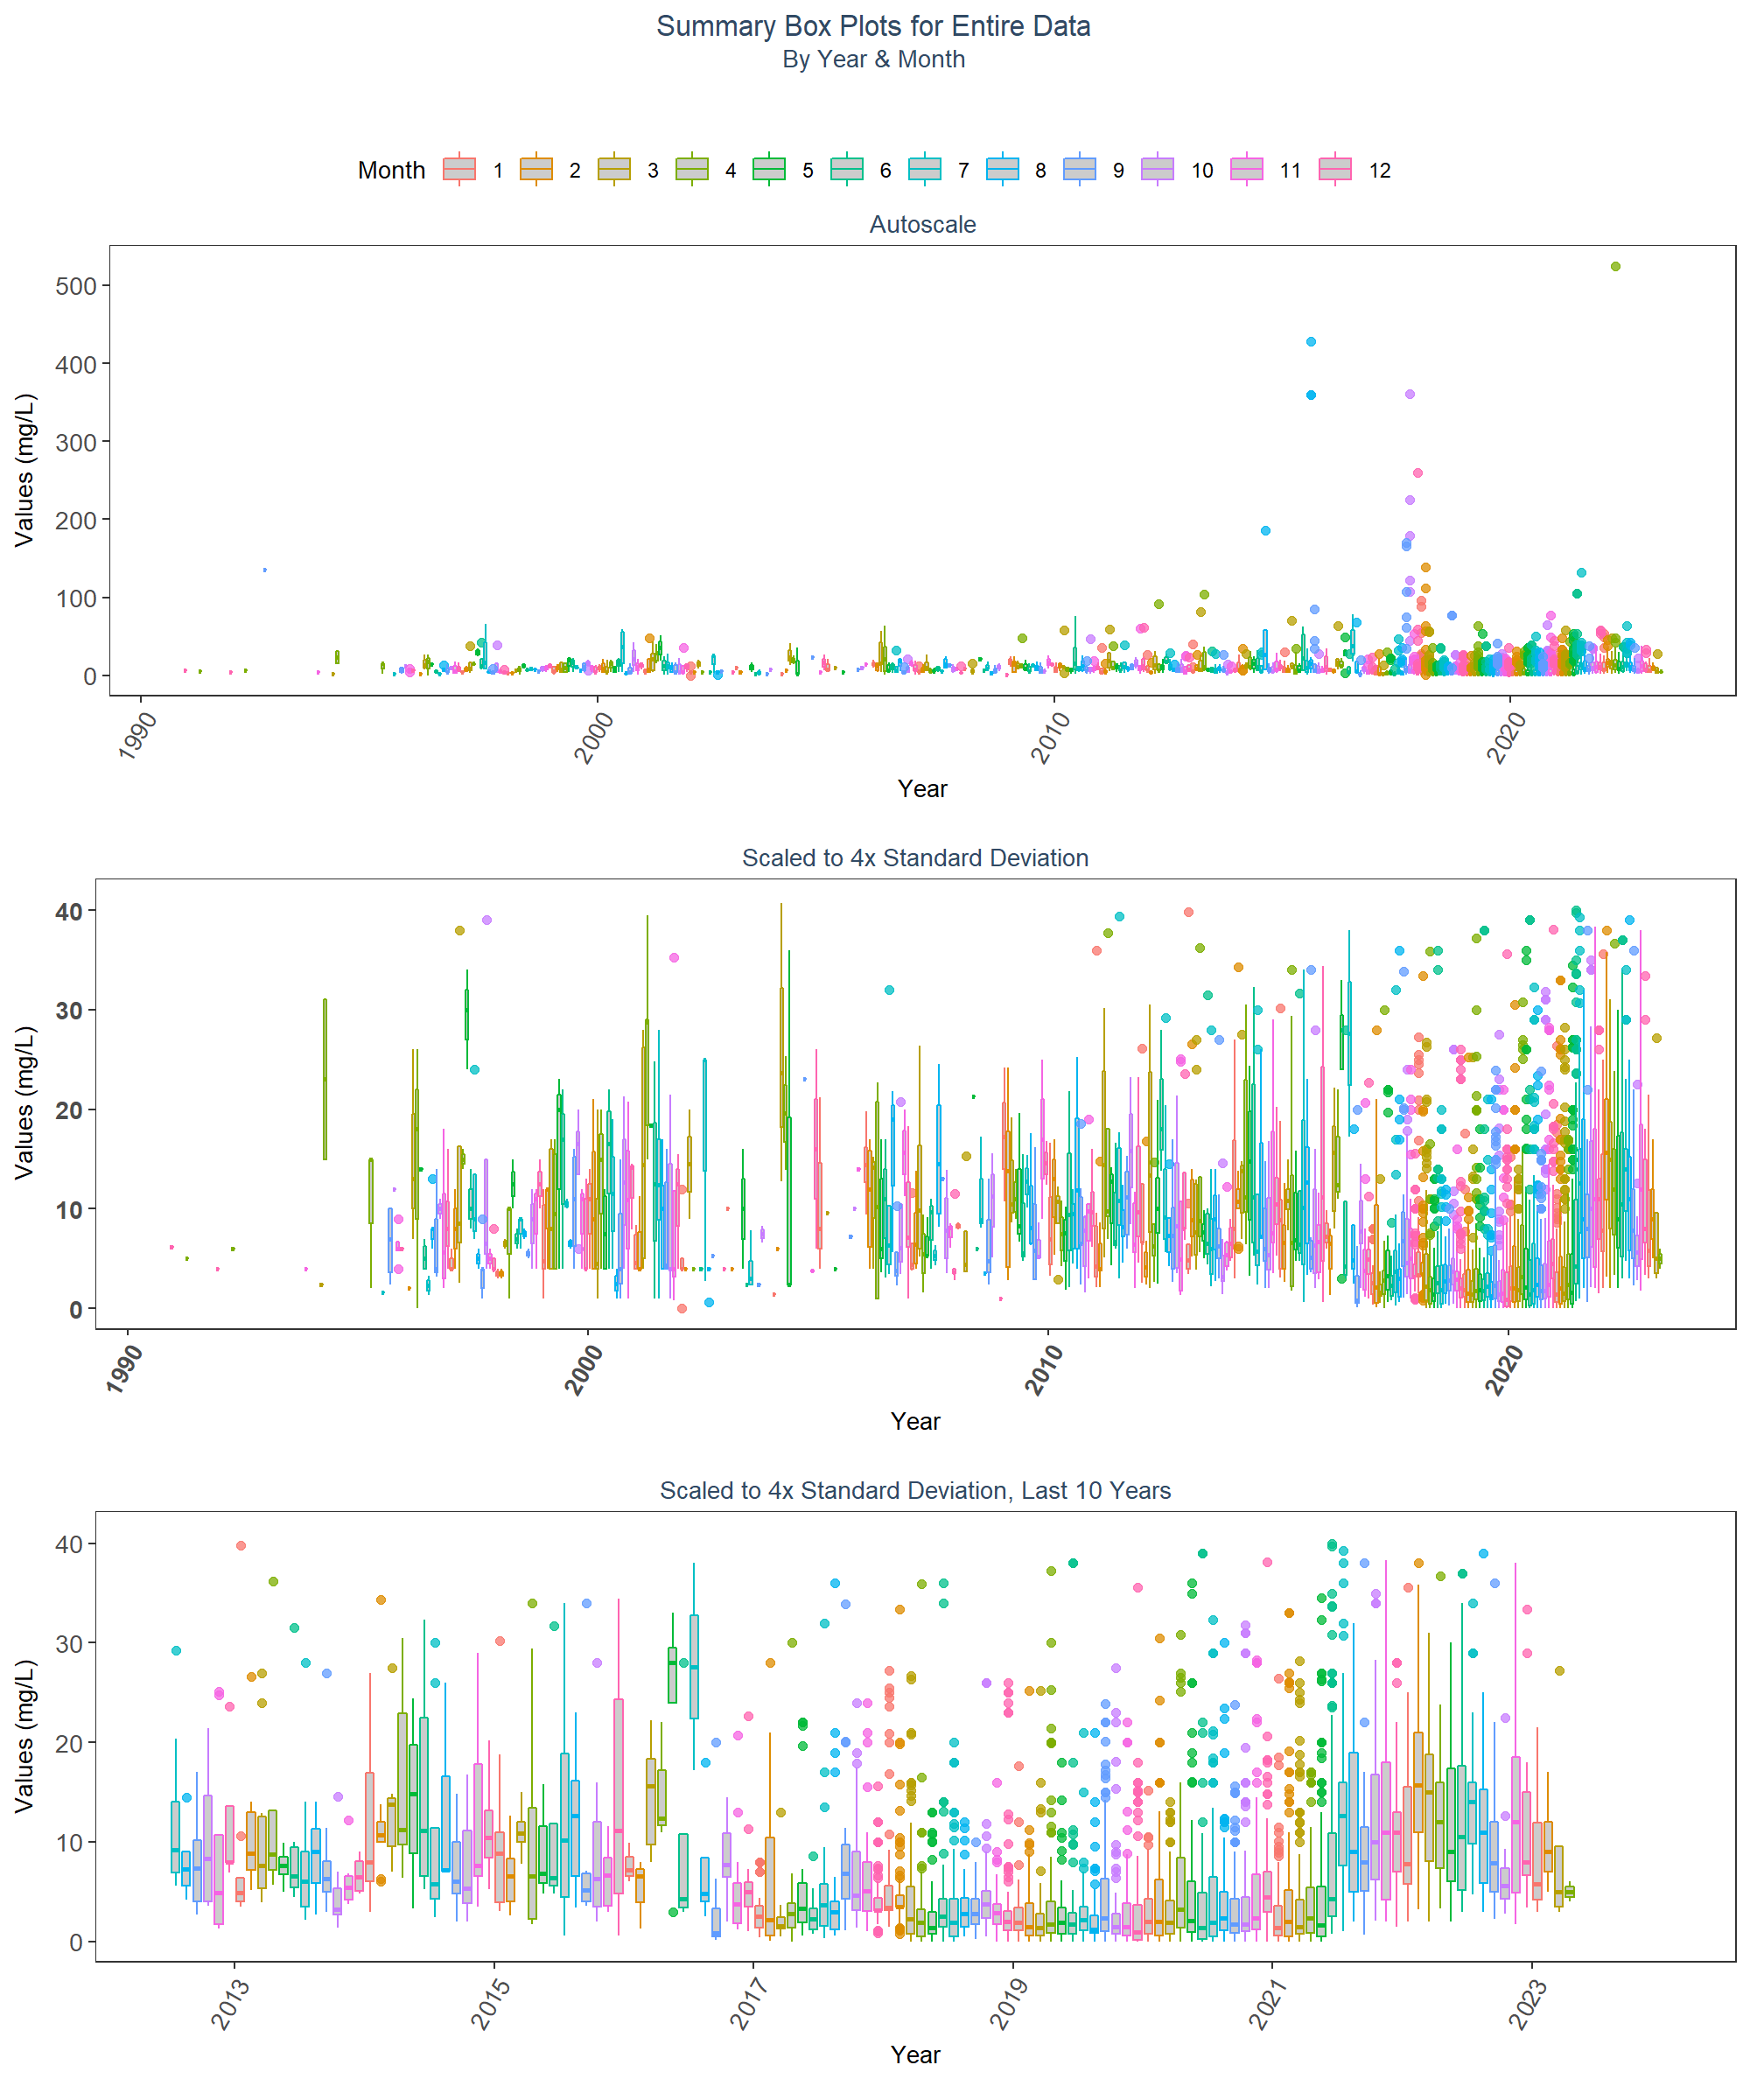 Summary Box Plots for Entire Data
By Year & Month
Month 1 2 3 4 5 6 7 8 9 10 11 12
Autoscale
Values (mg/L)
500
400
300
200
100
0
1990 2000 2010 2020
Year
Scaled to 4x Standard Deviation
Values (mg/L)
40
30
20
10
0
1990 2000 2010 2020
Year
Scaled to 4x Standard Deviation, Last 10 Years
Values (mg/L)
40
30
20
10
0
2013 2015 2017 2019 2021 2023
Year